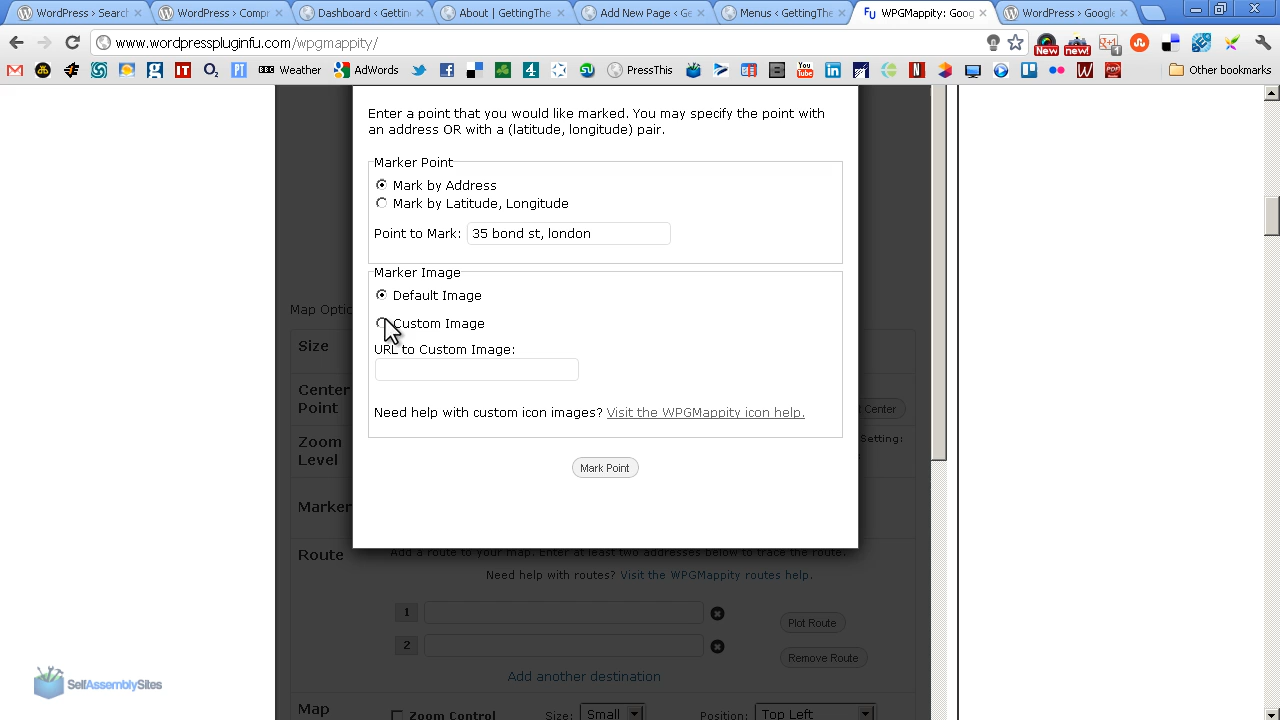 WordPress › Search
WordPress › Compr
Dashboard ‹ Gettin
About | GettingThe
Add New Page ‹ Ge
Menus ‹ GettingThe
WPGMappity: Goog
WordPress › Google
www.wordpresspluginfu.com/wpgmappity
New
new!
1
Weather
AdWo
PressThis
Other bookmarks
Enter a point that you would like marked. You may specify the point with
an address OR with a (latitude, longitude) pair.
Marker Point
Mark by Address
Mark by Latitude, Longitude
Point to Mark: 35 bond st, london
Marker Image
Default Image
Custom Image
URL to Custom Image:
Need help with custom icon images? Visit the WPGMappity icon help.
Mark Point
Map Optio
Size
Center
Point
Center
Zoom
Level
Setting:
Marker
Route
Add a route to your map. Enter at least two addresses below to trace the route.
Need help with routes? Visit the WPGMappity routes help.
1
Plot Route
2
Remove Route
Add another destination
Map
Zoom Control
Size: Small
Position: Top Left
SelfAssemblySites